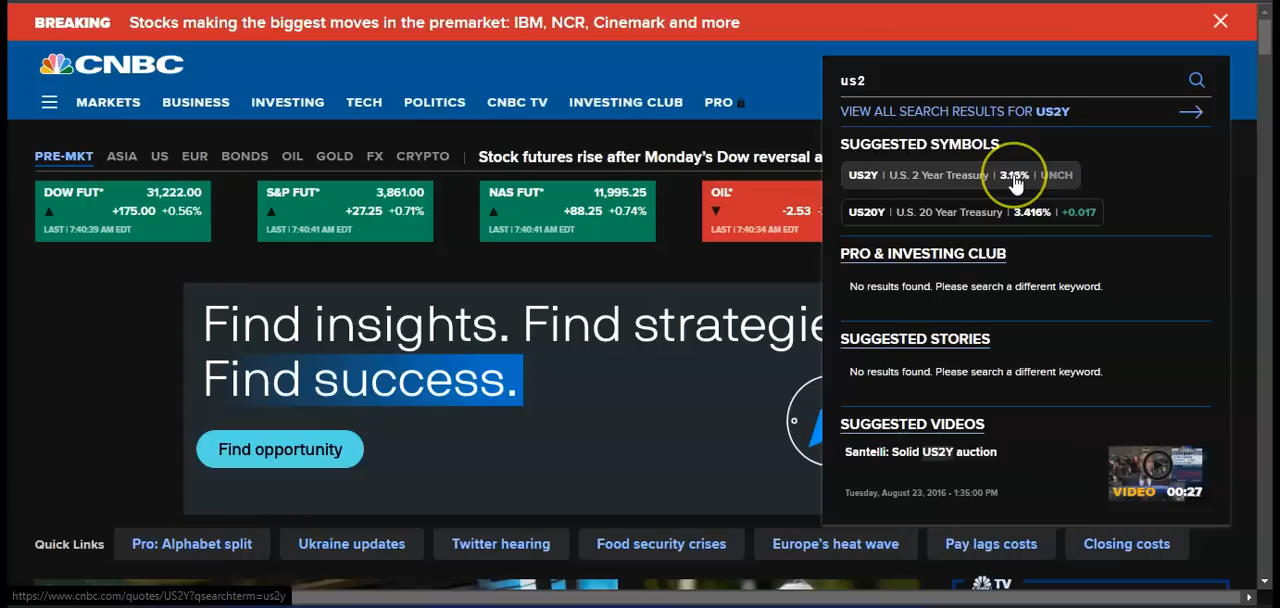 BREAKING Stocks making the biggest moves in the premarket: IBM, NCR, Cinemark and more
CNBC
MARKETS BUSINESS INVESTING TECH POLITICS CNBC TV INVESTING CLUB PRO
us2
VIEW ALL SEARCH RESULTS FOR US2Y
SUGGESTED SYMBOLS
US2Y | U.S. 2 Year Treasury | UNCH
US20Y | U.S. 20 Year Treasury | 3.416% | +0.017
PRO & INVESTING CLUB
No results found. Please search a different keyword.
SUGGESTED STORIES
No results found. Please search a different keyword.
SUGGESTED VIDEOS
Santelli: Solid US2Y auction
Tuesday, August 23, 2016 - 1:35:00 PM
VIDEO 00:27
PRE-MKT ASIA US EUR BONDS OIL GOLD FX CRYPTO | Stock futures rise after Monday's Dow reversal a
DOW FUT* 31,222.00
+175.00 +0.56%
LAST | 7:40:39 AM EDT
S&P FUT* 3,861.00
+27.25 +0.71%
LAST | 7:40:41 AM EDT
NAS FUT* 11,995.25
+88.25 +0.74%
LAST | 7:40:41 AM EDT
OIL*
-2.53
LAST | 7:40:34 AM EDT
Find insights. Find strategie
Find success.
Find opportunity
Quick Links Pro: Alphabet split Ukraine updates Twitter hearing Food security crises Europe's heat wave Pay lags costs Closing costs
TV
https://www.cnbc.com/quotes/US2Y?qsearchterm=us2y